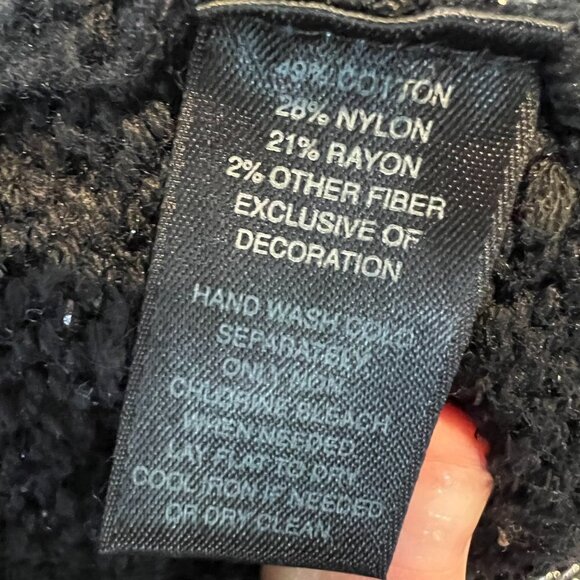 49% COTTON
28% NYLON
21% RAYON
2% OTHER FIBER
EXCLUSIVE OF
DECORATION
HAND WASH COLD
SEPARATELY
ONLY NON-
CHLORINE BLEACH
WHEN NEEDED
LAY FLAT TO DRY
COOL IRON IF NEEDED
OR DRY CLEAN